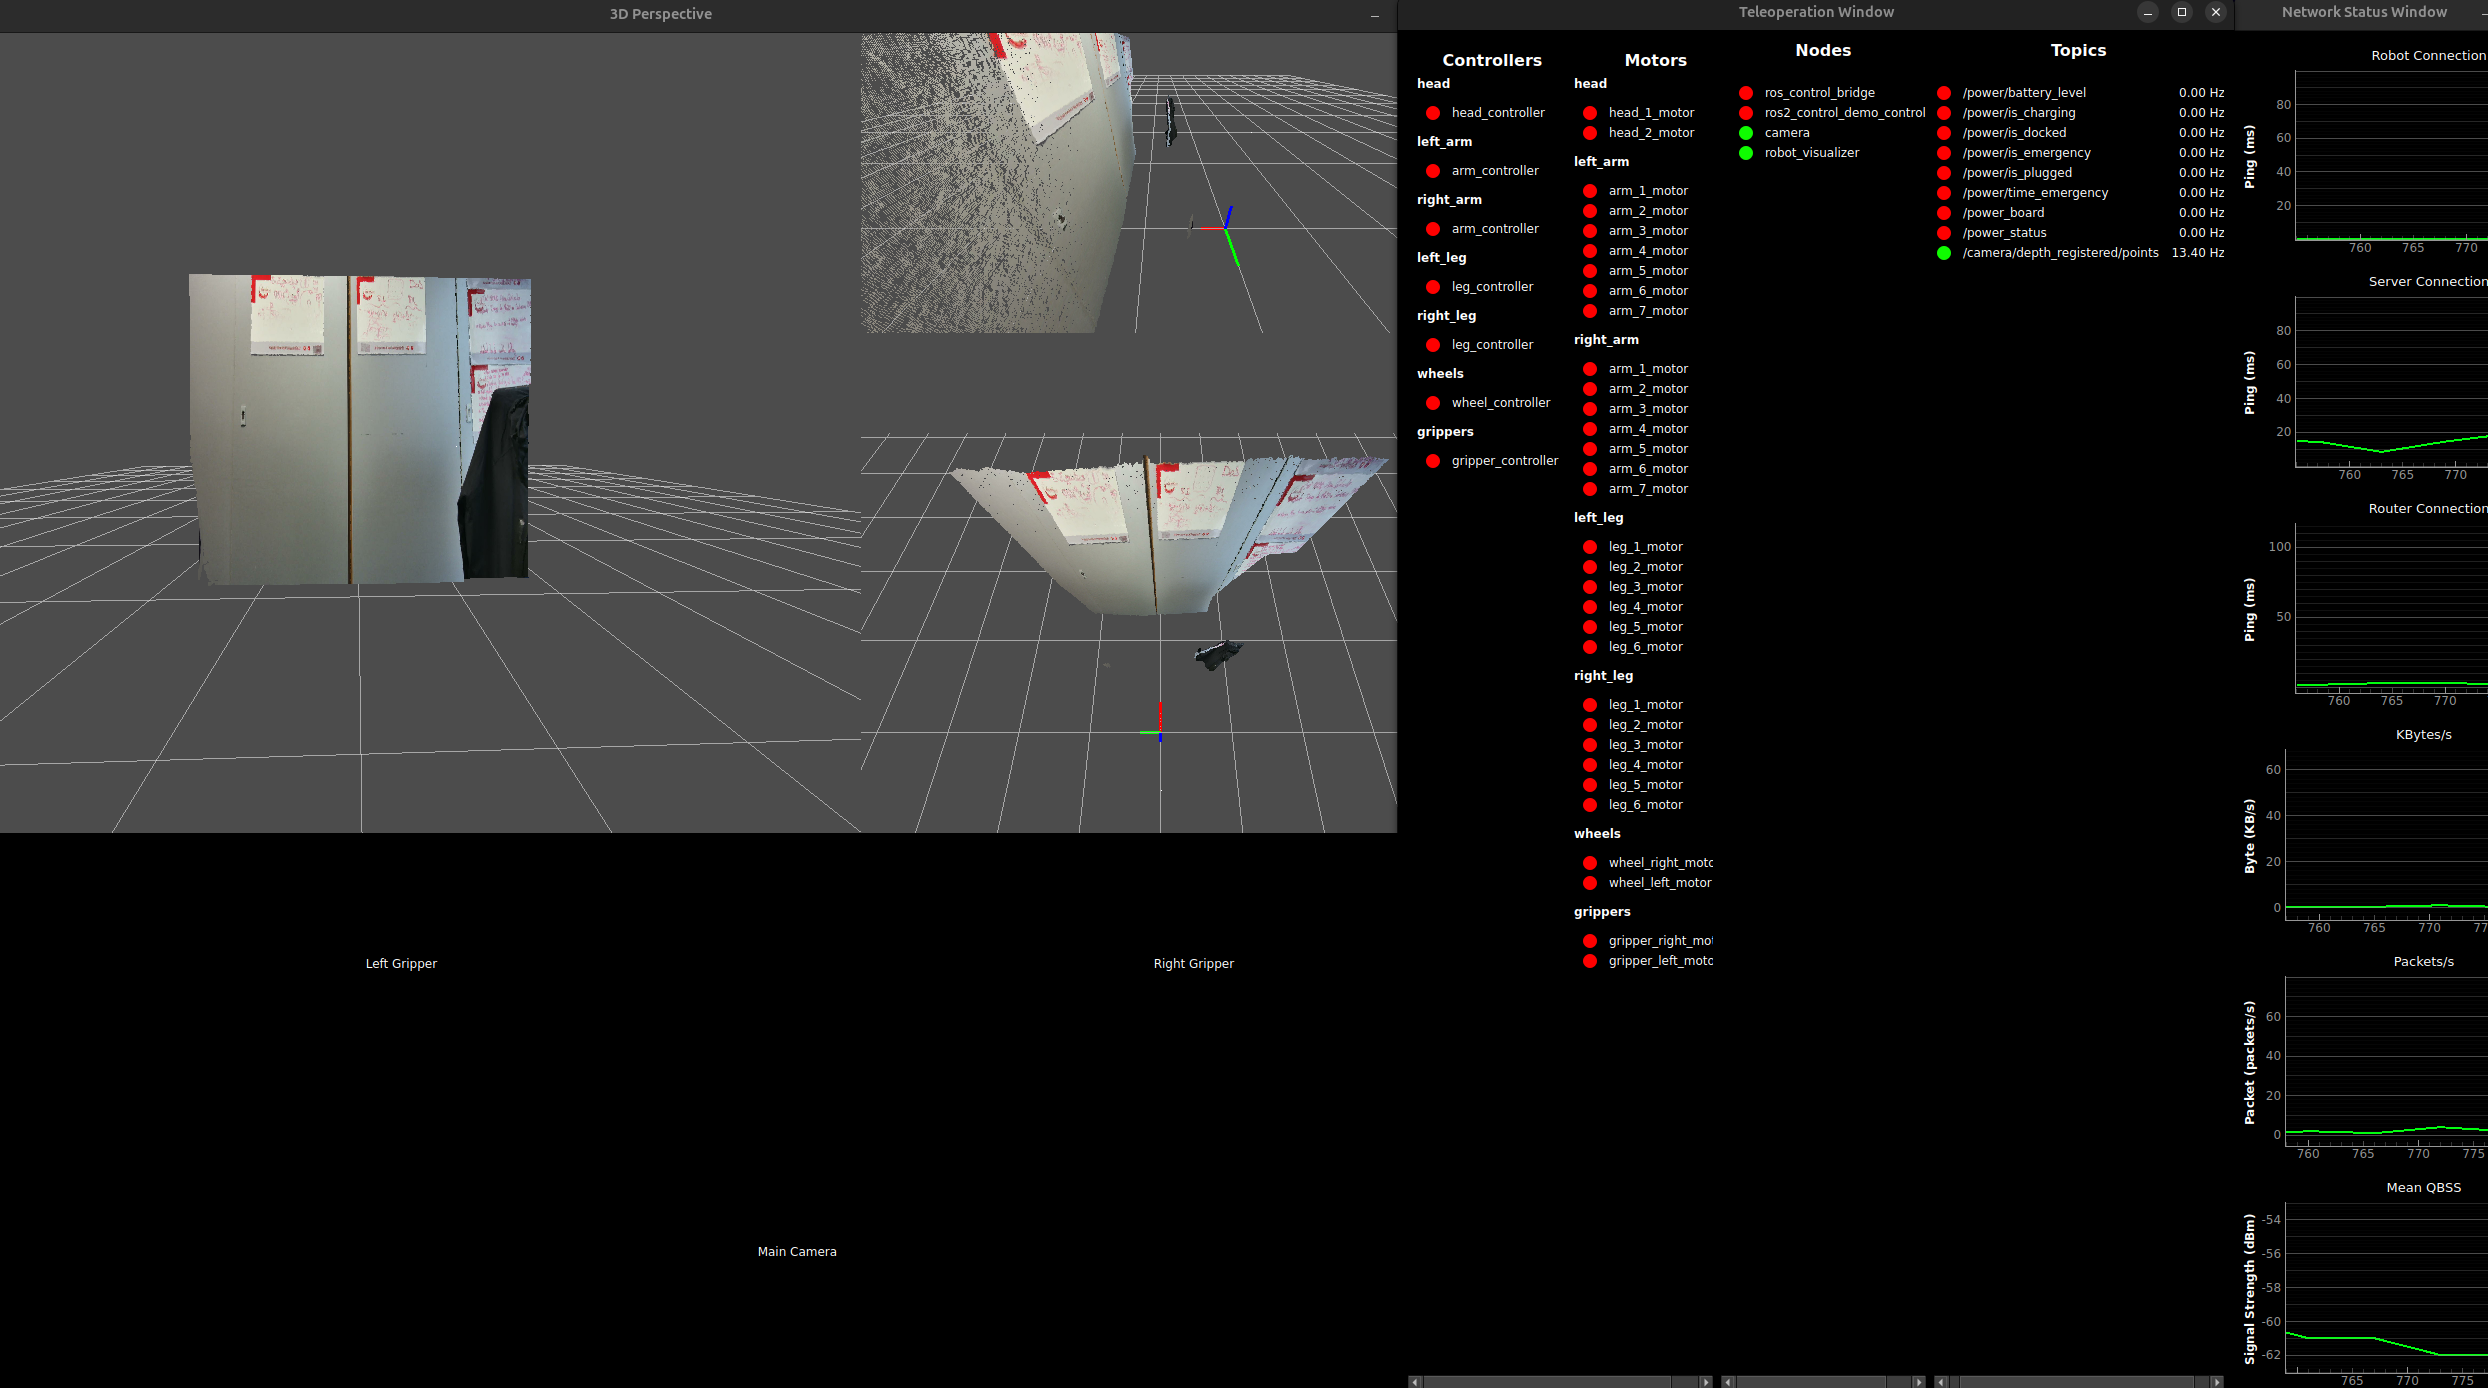 3D Perspective
Left Gripper
Right Gripper
Main Camera
Teleoperation Window
Controllers
head
head_controller
left_arm
arm_controller
right_arm
arm_controller
left_leg
leg_controller
right_leg
leg_controller
wheels
wheel_controller
grippers
gripper_controller
Motors
head
head_1_motor
head_2_motor
left_arm
arm_1_motor
arm_2_motor
arm_3_motor
arm_4_motor
arm_5_motor
arm_6_motor
arm_7_motor
right_arm
arm_1_motor
arm_2_motor
arm_3_motor
arm_4_motor
arm_5_motor
arm_6_motor
arm_7_motor
left_leg
leg_1_motor
leg_2_motor
leg_3_motor
leg_4_motor
leg_5_motor
leg_6_motor
right_leg
leg_1_motor
leg_2_motor
leg_3_motor
leg_4_motor
leg_5_motor
leg_6_motor
wheels
wheel_right_motc
wheel_left_motor
grippers
gripper_right_mot
gripper_left_motc
Nodes
ros_control_bridge
ros2_control_demo_control
camera
robot_visualizer
Topics
/power/battery_level 0.00 Hz
/power/is_charging 0.00 Hz
/power/is_docked 0.00 Hz
/power/is_emergency 0.00 Hz
/power/is_plugged 0.00 Hz
/power/time_emergency 0.00 Hz
/power_board 0.00 Hz
/power_status 0.00 Hz
/camera/depth_registered/points 13.40 Hz
Network Status Window
Robot Connection
Ping (ms)
80
60
40
20
760 765 770
Server Connection
Ping (ms)
80
60
40
20
760 765 770
Router Connection
Ping (ms)
100
50
760 765 770
KBytes/s
Byte (KB/s)
60
40
20
0
760 765 770 77
Packets/s
Packet (packets/s)
60
40
20
0
760 765 770 775
Mean QBSS
Signal Strength (dBm)
-54
-56
-58
-60
-62
765 770 775